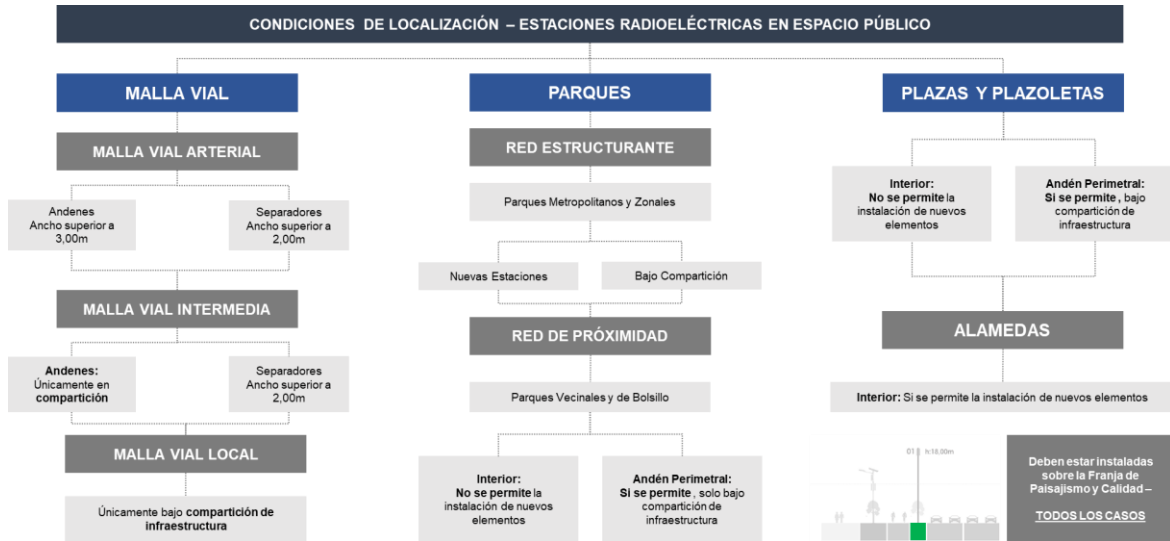 CONDICIONES DE LOCALIZACIÓN – ESTACIONES RADIOELÉCTRICAS EN ESPACIO PÚBLICO
MALLA VIAL
MALLA VIAL ARTERIAL
Andenes
Ancho superior a
3,00m
Separadores
Ancho superior a
2,00m
MALLA VIAL INTERMEDIA
Andenes:
Únicamente en
compartición
Separadores
Ancho superior a
2,00m
MALLA VIAL LOCAL
Únicamente bajo compartición de
infraestructura
PARQUES
RED ESTRUCTURANTE
Parques Metropolitanos y Zonales
Nuevas Estaciones
Bajo Compartición
RED DE PRÓXIMIDAD
Parques Vecinales y de Bolsillo
Interior:
No se permite la
instalación de nuevos
elementos
Andén Perimetral:
Si se permite, solo bajo
compartición de
infraestructura
PLAZAS Y PLAZOLETAS
Interior:
No se permite la
instalación de nuevos
elementos
Andén Perimetral:
Si se permite, bajo
compartición de
infraestructura
ALAMEDAS
Interior: Si se permite la instalación de nuevos elementos
h:18,00m
Deben estar instaladas
sobre la Franja de
Paisajismo y Calidad –
TODOS LOS CASOS